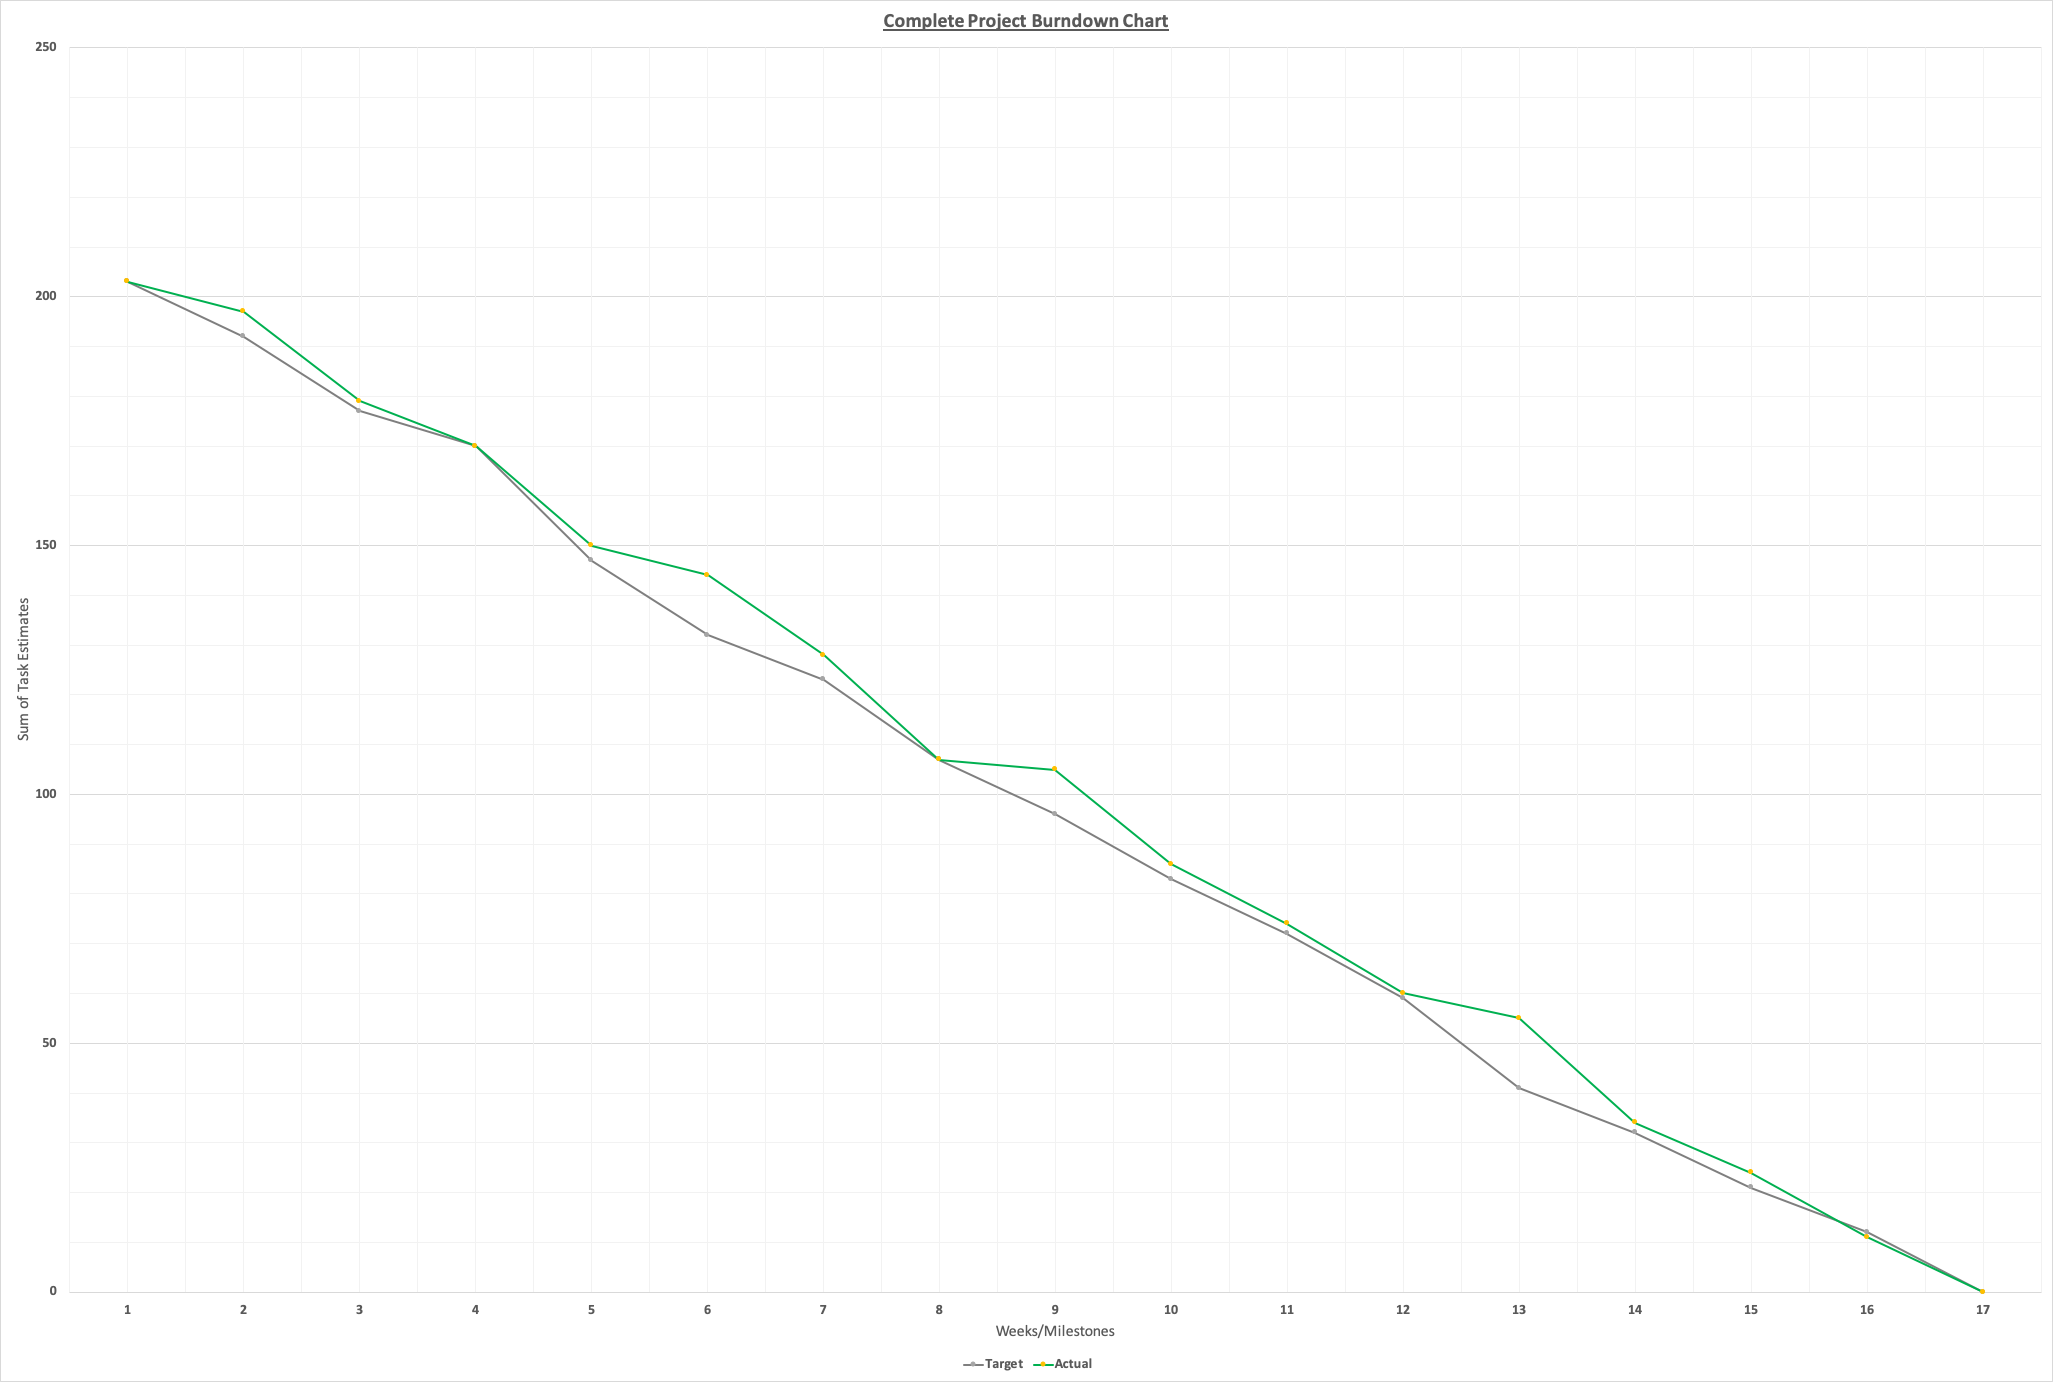 Complete Project Burndown Chart
250
200
150
100
50
0
Sum of Task Estimates
1 2 3 4 5 6 7 8 9 10 11 12 13 14 15 16 17
Weeks/Milestones
Target Actual